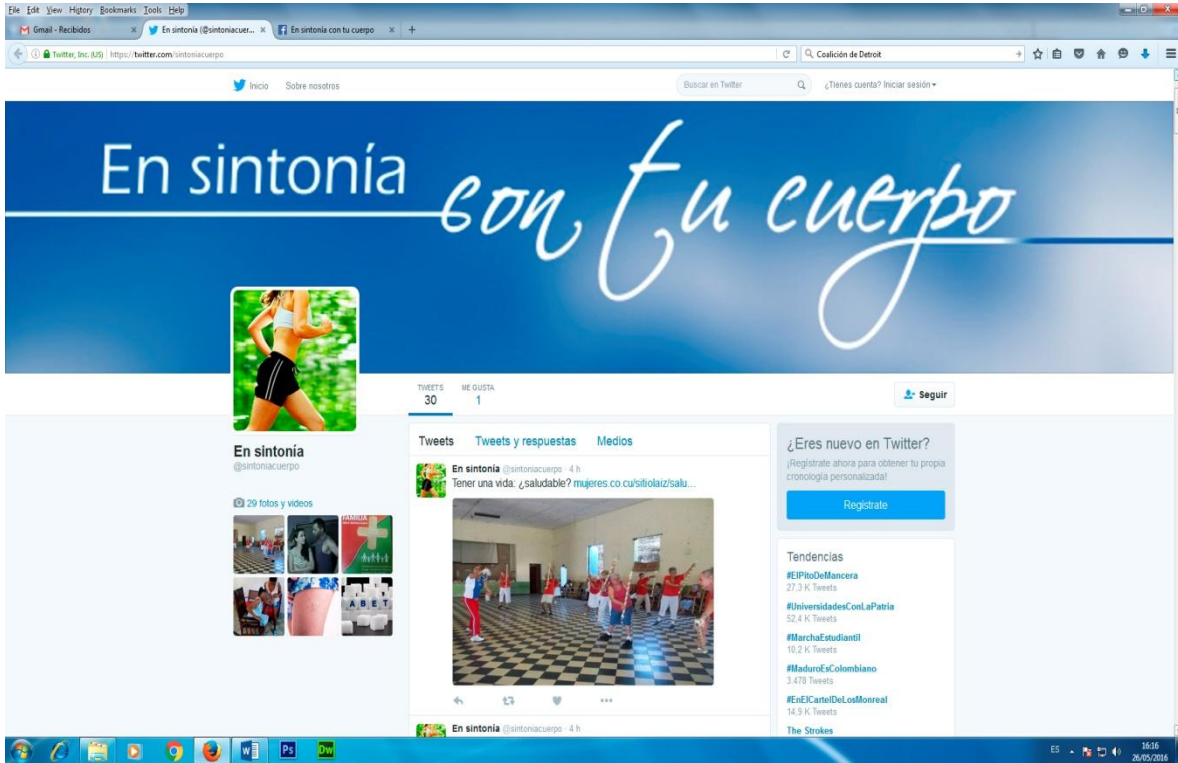 File Edit View History Bookmarks Tools Help
Gmail - Recibidos
En sintonía (@sintoniacuer...
En sintonia con tu cuerpo
Twitter, Inc. (US) https://twitter.com/sintoniacuerpo
Coalición de Detroit
Inicio Sobre nosotros
Buscar en Twitter
¿Tienes cuenta? Iniciar sesión
En sintonía con tu cuerpo
TWEETS
30
ME GUSTA
1
Seguir
En sintonía
@sintoniacuerpo
29 fotos y videos
FAMILIA
ABET
Tweets Tweets y respuestas Medios
En sintonía @sintoniacuerpo · 4 h
Tener una vida: ¿saludable? mujeres.co.cu/sitiolaiz/salu...
En sintonía @sintoniacuerpo · 4 h
¿Eres nuevo en Twitter?
¡Regístrate ahora para obtener tu propia
cronología personalizada!
Regístrate
Tendencias
#ElPitoDeMancera
27,3 K Tweets
#UniversidadesConLaPatria
52,4 K Tweets
#MarchaEstudiantil
10,2 K Tweets
#MaduroEsColombiano
3.478 Tweets
#EnElCartelDeLosMonreal
14,9 K Tweets
The Strokes
W Ps Dw
ES
16:16
26/05/2016